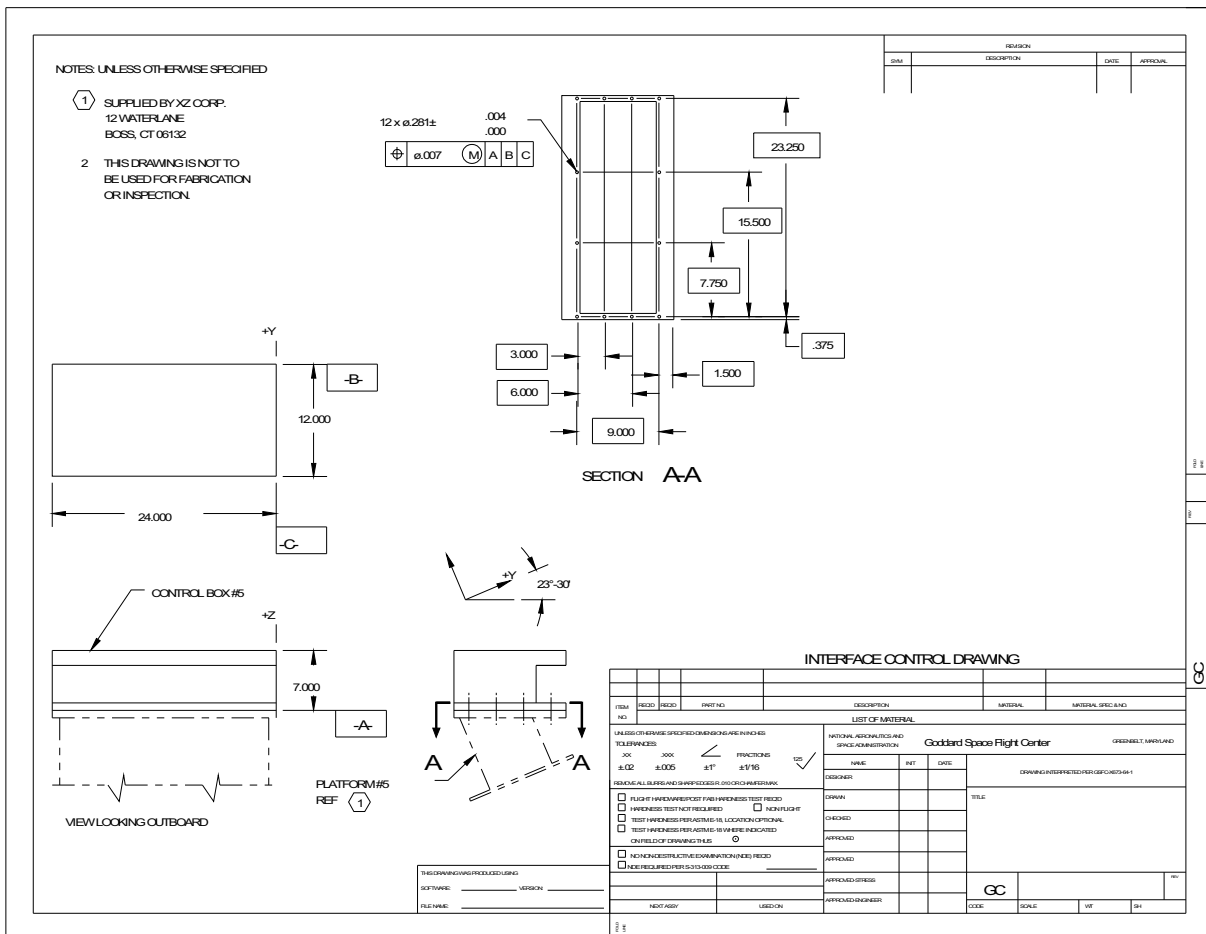 REVISION
SYM DESCRIPTION DATE APPROVAL
NOTES: UNLESS OTHERWISE SPECIFIED
1 SUPPLIED BY XZ CORP.
12 WATERLANE
BOSS, CT 06132
2 THIS DRAWING IS NOT TO
BE USED FOR FABRICATION
OR INSPECTION.
12 x ø.281± .004
.000
⌖ ø.007 Ⓜ A B C
23.250
15.500
7.750
.375
3.000
1.500
6.000
9.000
SECTION A-A
+Y
-B-
12.000
24.000
-C-
CONTROL BOX #5
+Z
7.000
-A-
PLATFORM #5
REF 1
VIEW LOOKING OUTBOARD
+Y
23°-30'
A A
FOLD
LINE
REV
GC
INTERFACE CONTROL DRAWING
ITEM
NO. REQ'D REQ'D PART NO. DESCRIPTION MATERIAL MATERIAL SPEC & NO.
LIST OF MATERIAL
UNLESS OTHERWISE SPECIFIED-DIMENSIONS ARE IN INCHES
TOLERANCES:
.XX .XXX FRACTIONS
±.02 ±.005 ±1° ±1/16 125
REMOVE ALL BURRS AND SHARP EDGES R .010 OR CHAMFER MAX.
FLIGHT HARDWARE/POST FAB HARDNESS TEST REQ'D
HARDNESS TEST NOT REQUIRED NON FLIGHT
TEST HARDNESS PER ASTM E-18, LOCATION OPTIONAL
TEST HARDNESS PER ASTM E-18 WHERE INDICATED
ON FIELD OF DRAWING THUS
NO NON-DESTRUCTIVE EXAMINATION (NDE) REQ'D
NDE REQUIRED PER S-313-009 CODE
NEXT ASSY USED ON
NATIONAL AERONAUTICS AND
SPACE ADMINISTRATION Goddard Space Flight Center GREENBELT, MARYLAND
NAME INIT DATE
DESIGNER
DRAWN
CHECKED
APPROVED
APPROVED
APPROVED-STRESS
APPROVED-ENGINEER
DRAWING INTERPRETED PER GSFC-X673-64-1
TITLE
GC
REV
CODE SCALE WT SH
THIS DRAWING WAS PRODUCED USING
SOFTWARE: VERSION:
FILE NAME:
FOLD
LINE